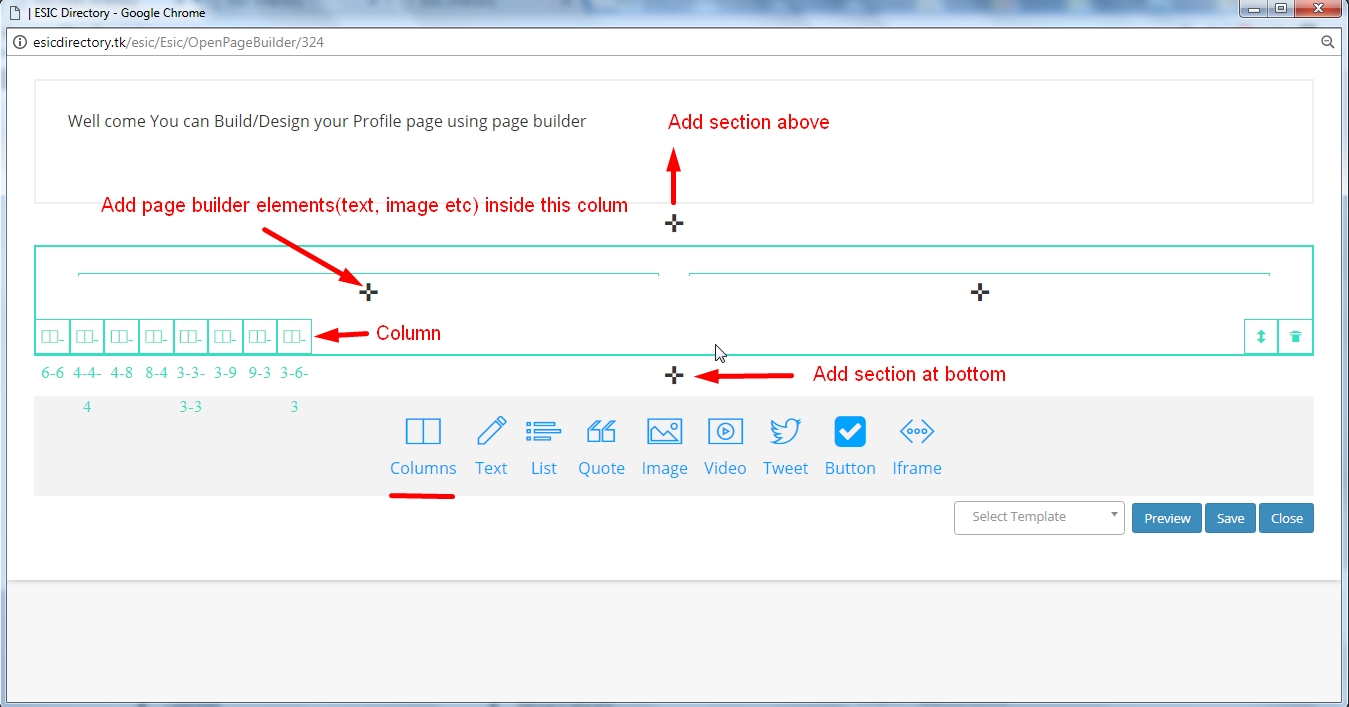 | ESIC Directory - Google Chrome
esicdirectory.tk/esic/Esic/OpenPageBuilder/324
Well come You can Build/Design your Profile page using page builder
Add section above
Add page builder elements(text, image etc) inside this colum
Column
6-6 4-4-4 4-8 8-4 3-3-3-3 3-9 9-3 3-6-3
Add section at bottom
Columns Text List Quote Image Video Tweet Button Iframe
Select Template Preview Save Close